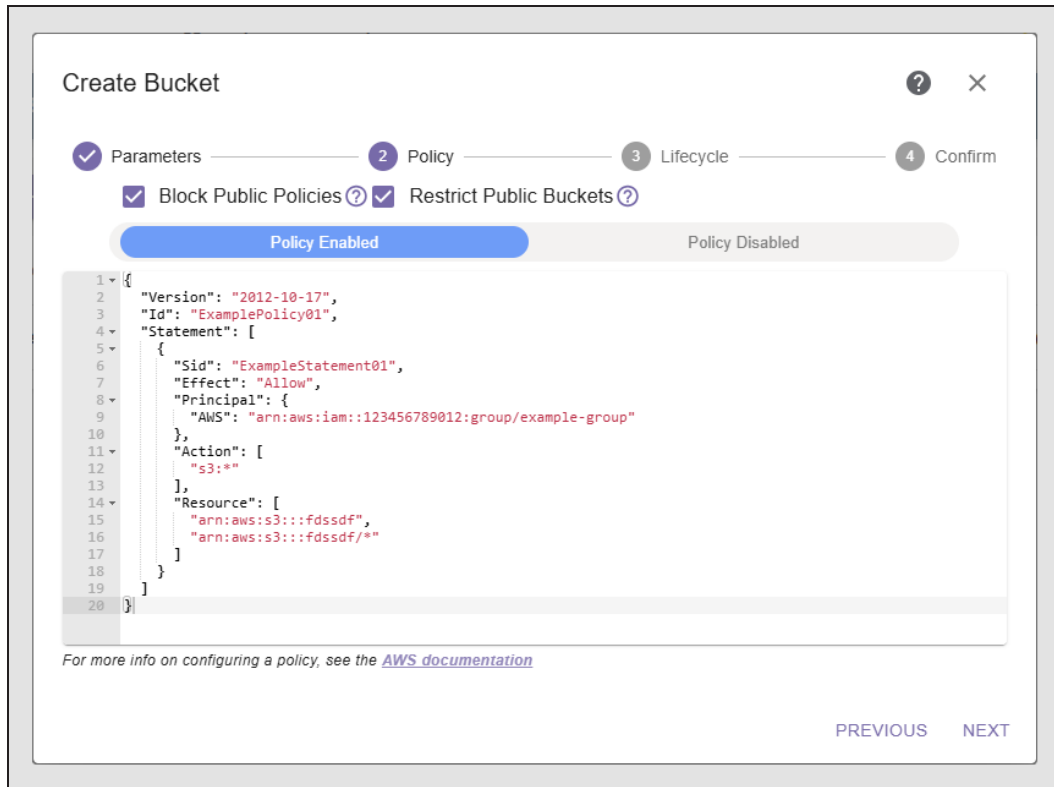 Create Bucket ?
Parameters 2 Policy 3 Lifecycle 4 Confirm
Block Public Policies ? Restrict Public Buckets ?
Policy Enabled Policy Disabled
1 {
2 "Version": "2012-10-17",
3 "Id": "ExamplePolicy01",
4 "Statement": [
5 {
6 "Sid": "ExampleStatement01",
7 "Effect": "Allow",
8 "Principal": {
9 "AWS": "arn:aws:iam::123456789012:group/example-group"
10 },
11 "Action": [
12 "s3:*"
13 ],
14 "Resource": [
15 "arn:aws:s3:::fdssdf",
16 "arn:aws:s3:::fdssdf/*"
17 ]
18 }
19 ]
20 }
For more info on configuring a policy, see the AWS documentation
PREVIOUS NEXT